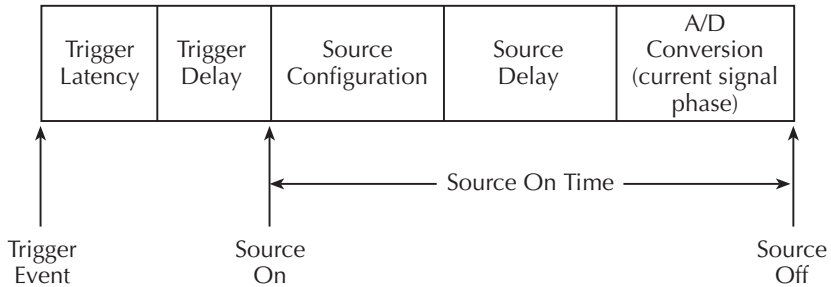 Trigger
Latency
Trigger
Delay
Source
Configuration
Source
Delay
A/D
Conversion
(current signal
phase)
Source On Time
Trigger
Event
Source
On
Source
Off